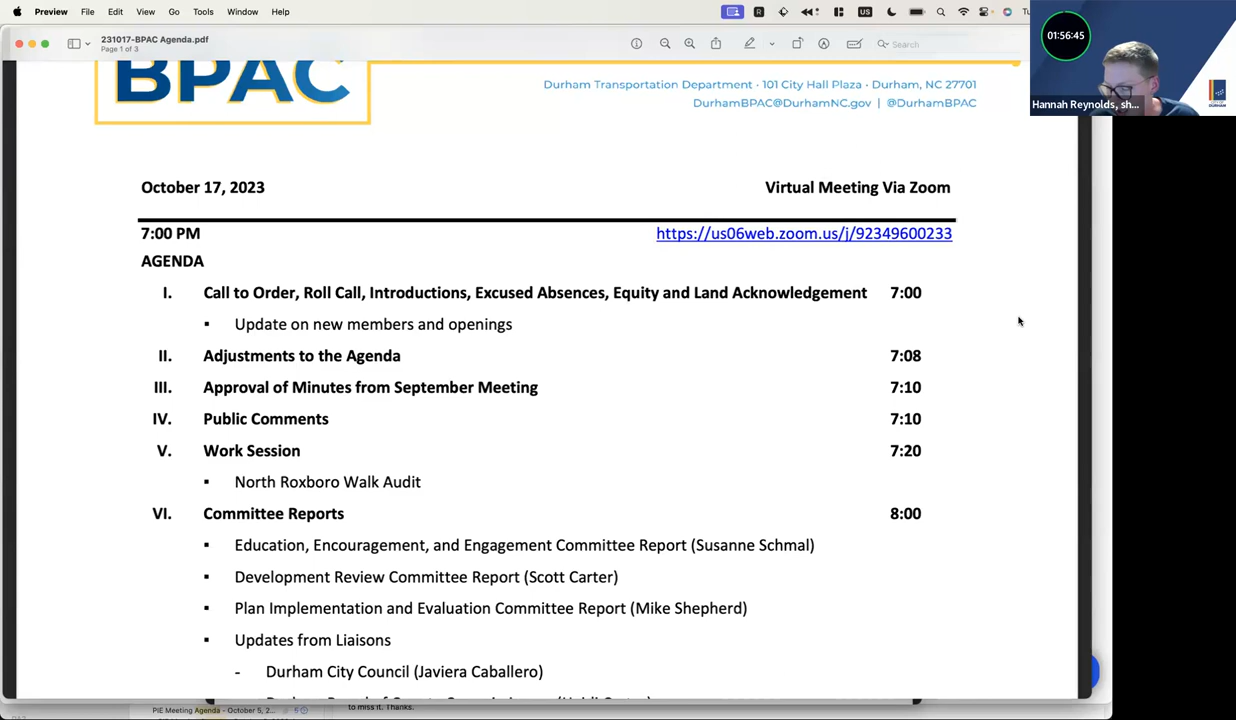 Preview File Edit View Go Tools Window Help
US
231017-BPAC Agenda.pdf
Page 1 of 3
Search
01:56:45
Hannah Reynolds, sh...
BPAC
Durham Transportation Department · 101 City Hall Plaza · Durham, NC 27701
DurhamBPAC@DurhamNC.gov | @DurhamBPAC
October 17, 2023 Virtual Meeting Via Zoom
7:00 PM https://us06web.zoom.us/j/92349600233
AGENDA
I. Call to Order, Roll Call, Introductions, Excused Absences, Equity and Land Acknowledgement 7:00
▪ Update on new members and openings
II. Adjustments to the Agenda 7:08
III. Approval of Minutes from September Meeting 7:10
IV. Public Comments 7:10
V. Work Session 7:20
▪ North Roxboro Walk Audit
VI. Committee Reports 8:00
▪ Education, Encouragement, and Engagement Committee Report (Susanne Schmal)
▪ Development Review Committee Report (Scott Carter)
▪ Plan Implementation and Evaluation Committee Report (Mike Shepherd)
▪ Updates from Liaisons
- Durham City Council (Javiera Caballero)
PIE Meeting Agenda - October 5, 2... 5
to miss it. Thanks.